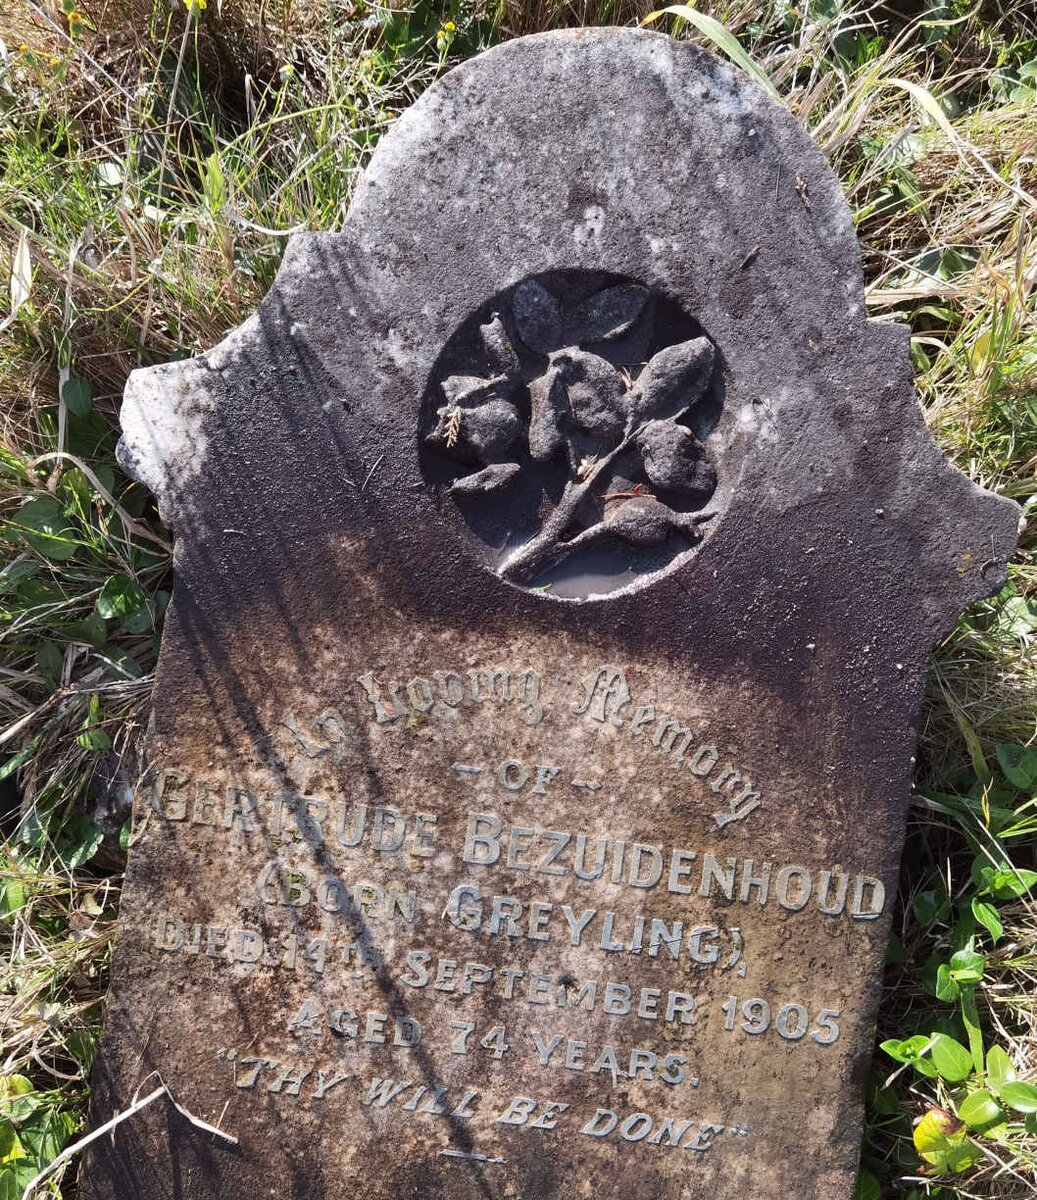 In Loving Memory
- OF -
GERTRUDE BEZUIDENHOUD
(BORN GREYLING),
DIED 14TH SEPTEMBER 1905
AGED 74 YEARS.
"THY WILL BE DONE"